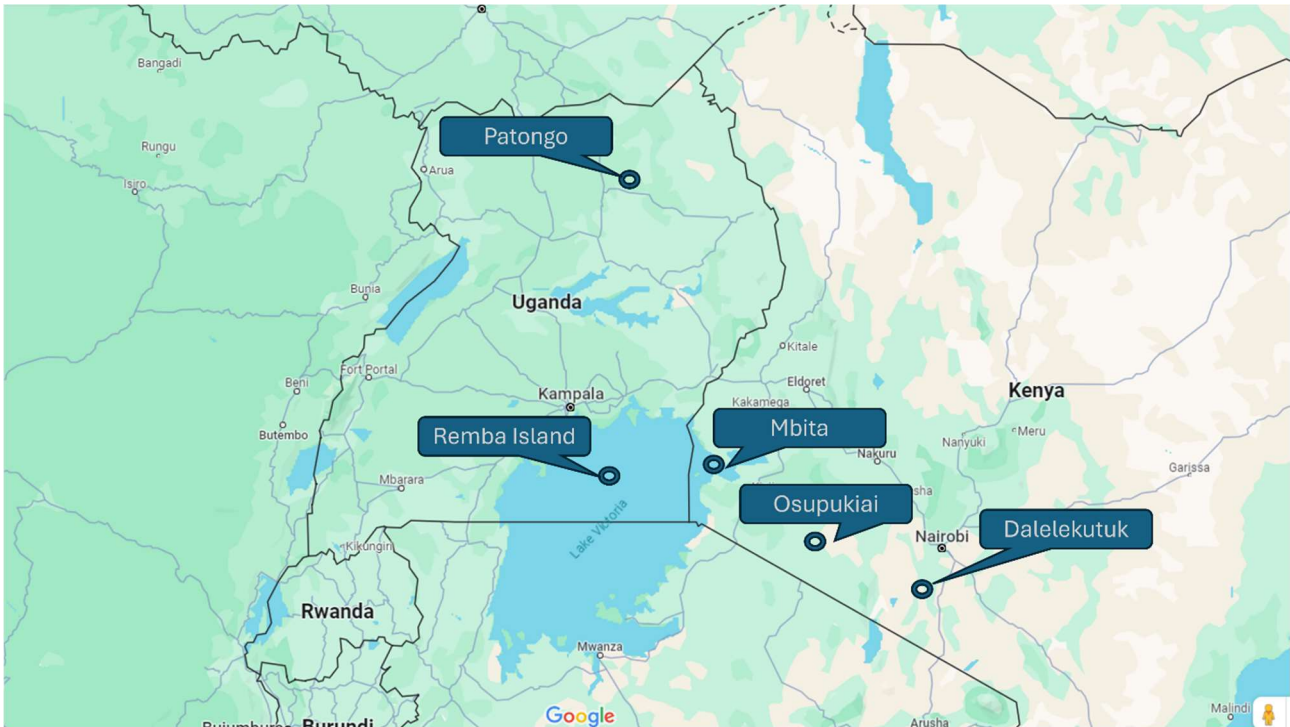 Bangadi
Patongo
Rungu
Arua
Isiro
Bunia
Uganda
Kitale
Fort Portal
Eldoret
Beni
Kampala
Kakamega
Kenya
Butembo
Remba Island
Mbita
Meru
Nanyuki
Nakuru
Garissa
Mbarara
Osupukiai
Lake Victoria
Nairobi
Dalelekutuk
Rwanda
Mwanza
Google
Malindi
Arusha
Burundi